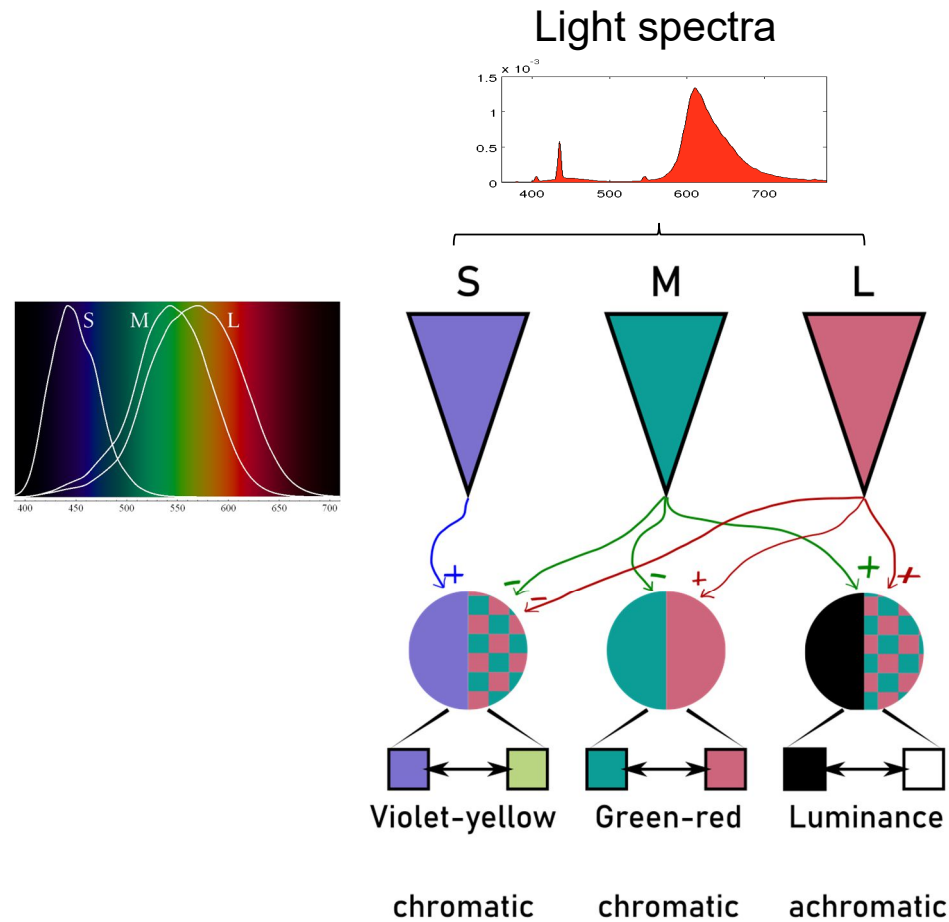 Light spectra
x 10⁻³
1.5
1
0.5
0
400 500 600 700
S M L
S M L
400 450 500 550 600 650 700
+ - - - + + +
Violet-yellow Green-red Luminance
chromatic chromatic achromatic